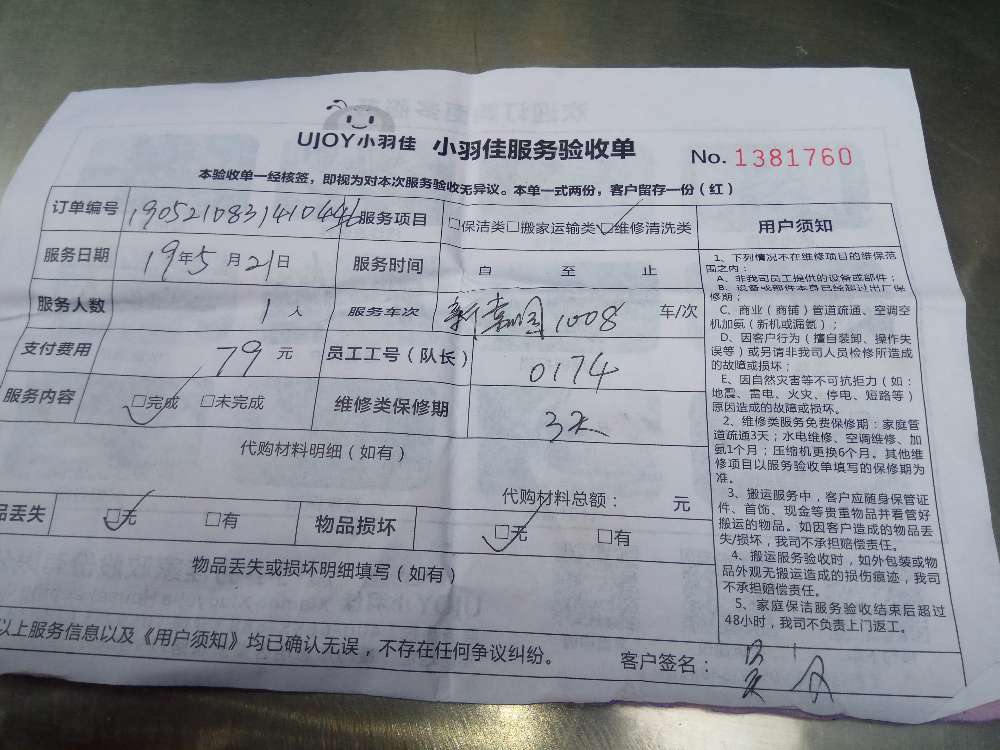 UJOY小羽佳 小羽佳服务验收单 No. 1381760
本验收单一经核签，即视为对本次服务验收无异议。本单一式两份，客户留存一份（红）
订单编号 服务项目 □保洁类□搬家运输类□维修清洗类
服务日期 19年5月21日 服务时间 自 至 止
服务人数 1人 服务车次 1008 车/次
支付费用 79元 员工工号（队长） 0174
服务内容 □完成 □未完成 维修类保修期 3天
代购材料明细（如有）
代购材料总额： 元
品丢失 □无 □有 物品损坏 □无 □有
物品丢失或损坏明细填写（如有）
以上服务信息以及《用户须知》均已确认无误，不存在任何争议纠纷。 客户签名：
用户须知
1、下列情况不在维修项目的维保范
围之内：
A、非我司员工提供的设备或部件；
B、设备或部件本身已经超过出厂保
修期；
C、商业（商铺）管道疏通、空调空
机加氨（新机或漏氨）；
D、因客户行为（擅自装卸、操作失
误等）或另请非我司人员检修所造成
的故障或损坏；
E、因自然灾害等不可抗拒力（如：
地震、雷电、火灾、停电、短路等）
原因造成的故障或损坏。
2、维修类服务免费保修期：家庭管
道疏通3天；水电维修、空调维修、加
氨1个月；压缩机更换6个月。其他维
修项目以服务验收单填写的保修期为
准。
3、搬运服务中，客户应随身保管证
件、首饰、现金等贵重物品并看管好
搬运的物品。如因客户造成的物品丢
失/损坏，我司不承担赔偿责任。
4、搬运服务验收时，如外包装或物
品外观无搬运造成的损伤痕迹，我司
不承担赔偿责任。
5、家庭保洁服务验收结束后超过
48小时，我司不负责上门返工。